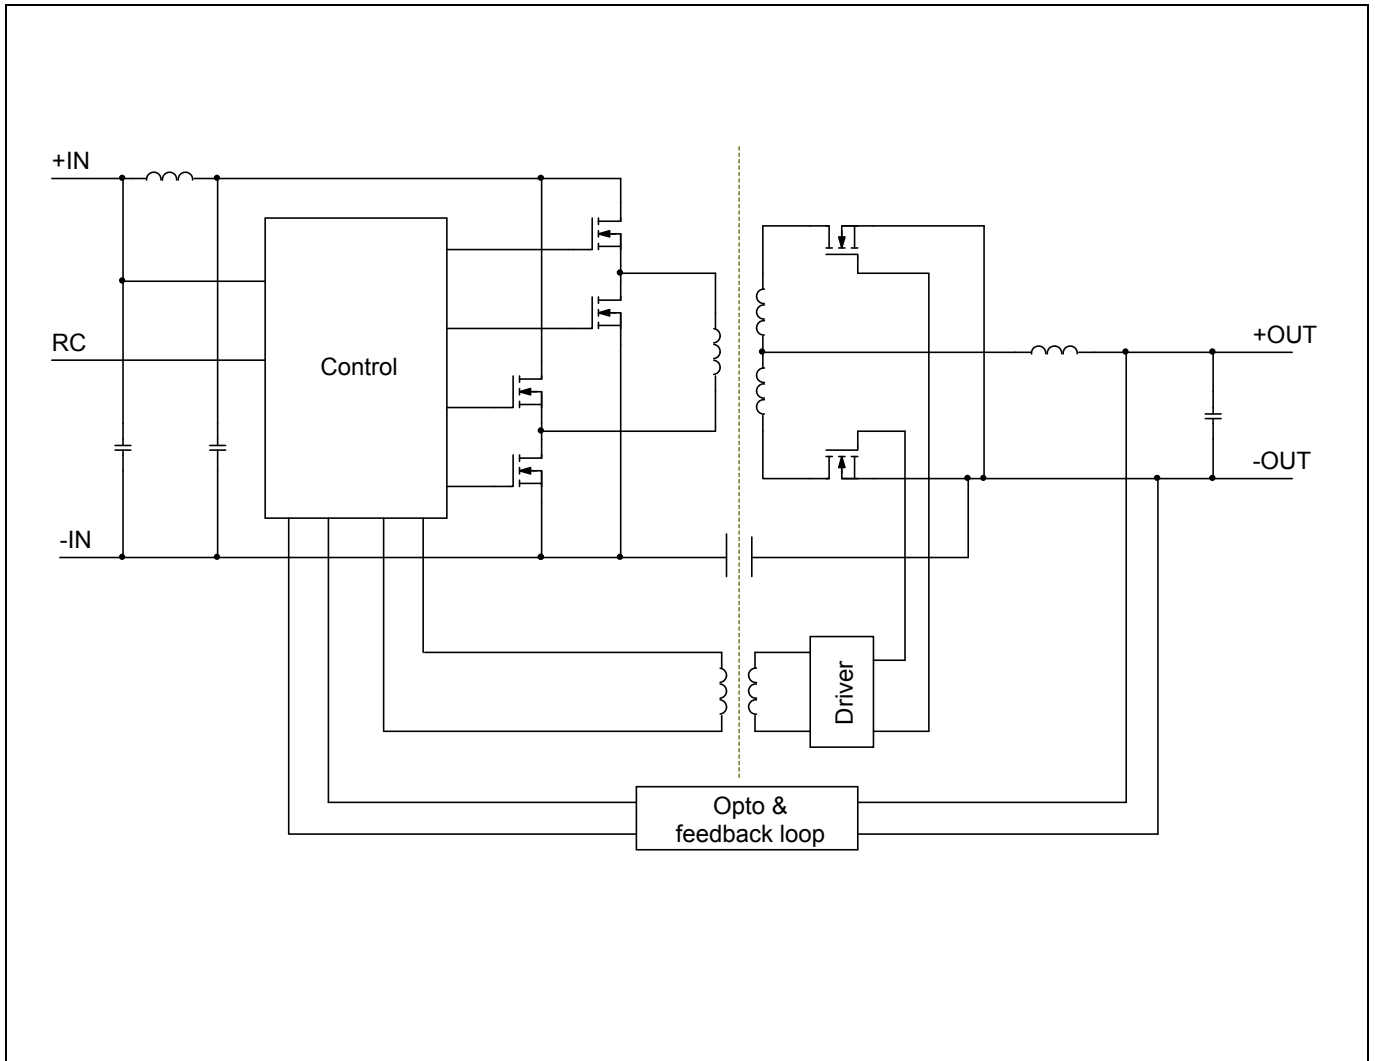 +IN
RC
Control
-IN
+OUT
-OUT
Driver
Opto &
feedback loop